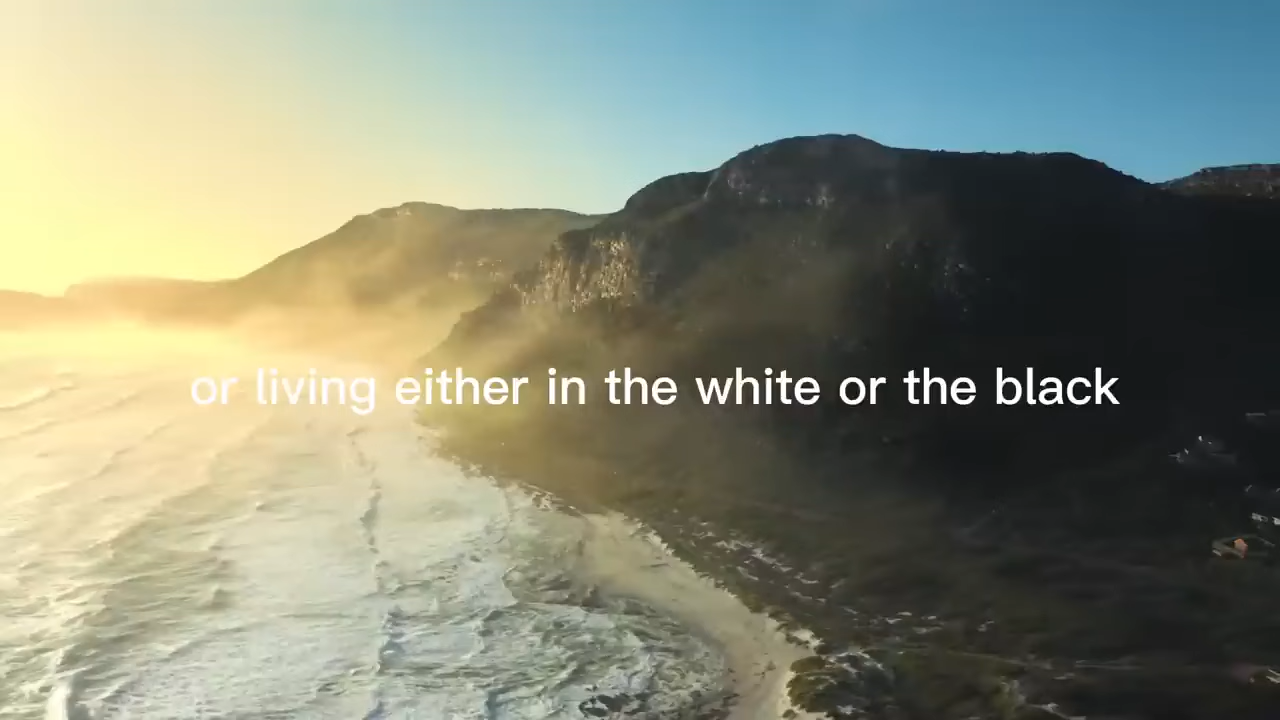 or living either in the white or the black